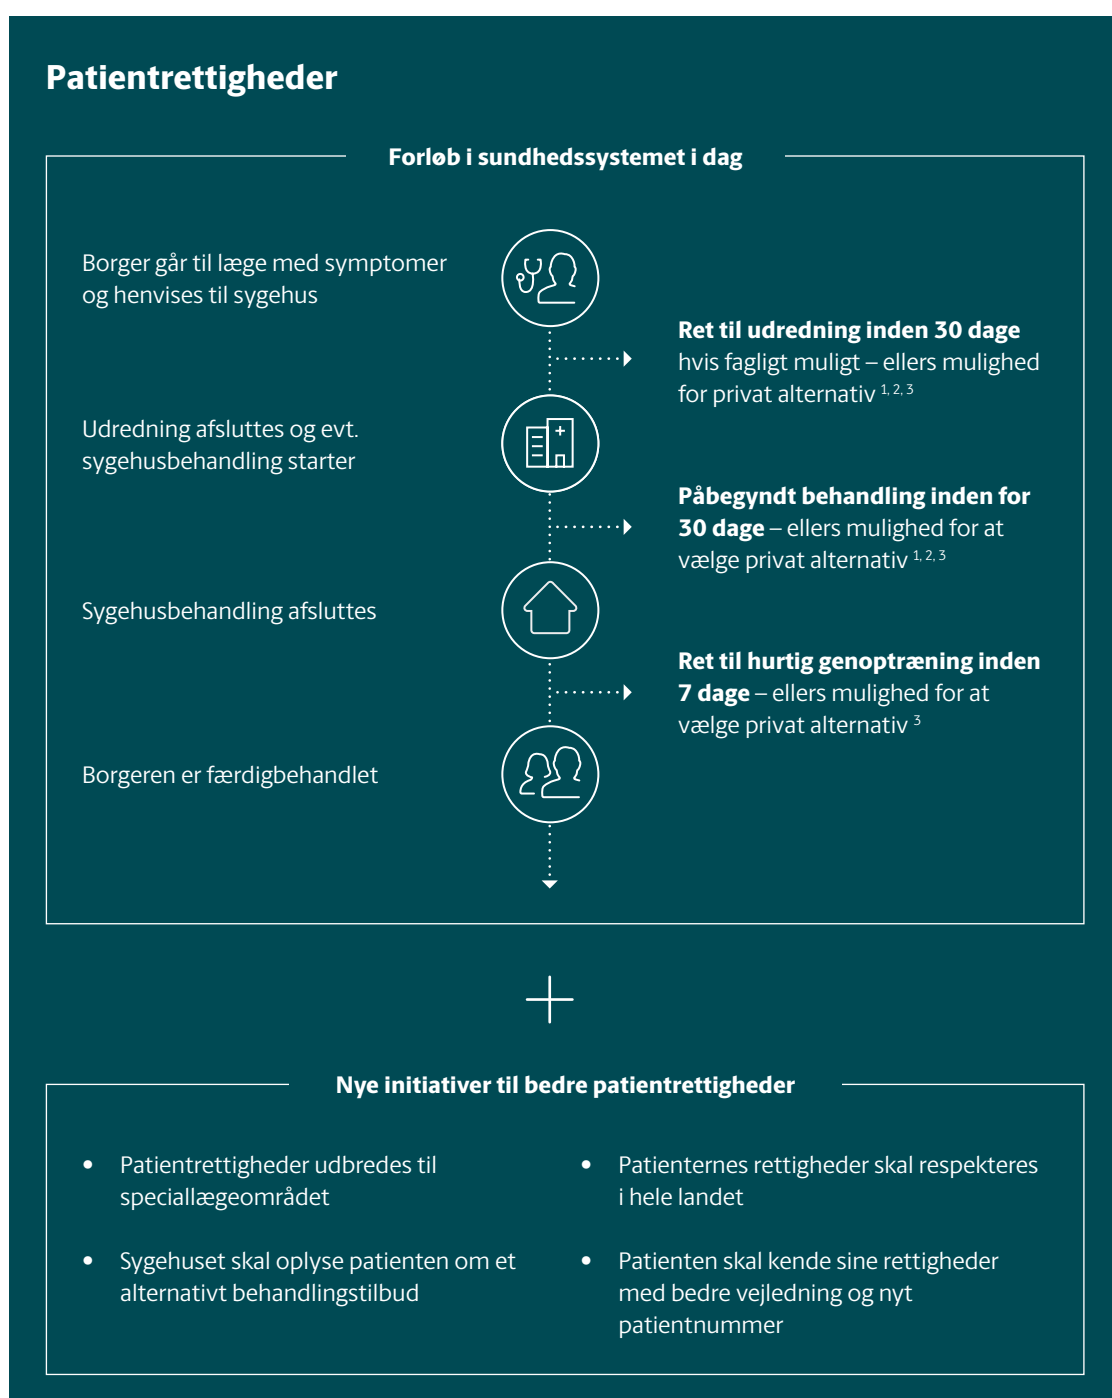 Patientrettigheder
Forløb i sundhedssystemet i dag
Borger går til læge med symptomer
og henvises til sygehus
Ret til udredning inden 30 dage
hvis fagligt muligt – ellers mulighed
for privat alternativ 1, 2, 3
Udredning afsluttes og evt.
sygehusbehandling starter
Påbegyndt behandling inden for
30 dage – ellers mulighed for at
vælge privat alternativ 1, 2, 3
Sygehusbehandling afsluttes
Ret til hurtig genoptræning inden
7 dage – ellers mulighed for at
vælge privat alternativ 3
Borgeren er færdigbehandlet
Nye initiativer til bedre patientrettigheder
• Patientrettigheder udbredes til
speciallægeområdet
• Sygehuset skal oplyse patienten om et
alternativt behandlingstilbud
• Patienternes rettigheder skal respekteres
i hele landet
• Patienten skal kende sine rettigheder
med bedre vejledning og nyt
patientnummer